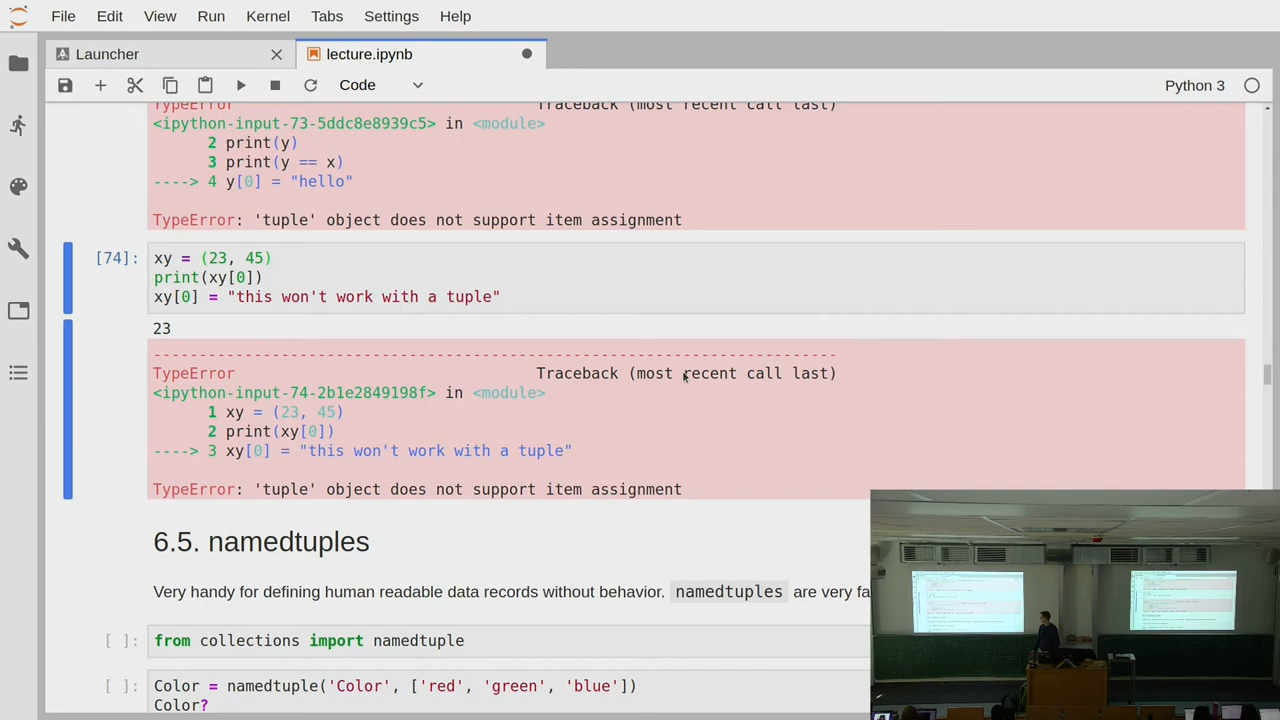 File Edit View Run Kernel Tabs Settings Help
Launcher lecture.ipynb
Code Python 3
TypeError Traceback (most recent call last)
<ipython-input-73-5ddc8e8939c5> in <module>
2 print(y)
3 print(y == x)
----> 4 y[0] = "hello"
TypeError: 'tuple' object does not support item assignment
[74]: xy = (23, 45)
print(xy[0])
xy[0] = "this won't work with a tuple"
23
---------------------------------------------------------------------------
TypeError Traceback (most recent call last)
<ipython-input-74-2b1e2849198f> in <module>
1 xy = (23, 45)
2 print(xy[0])
----> 3 xy[0] = "this won't work with a tuple"
TypeError: 'tuple' object does not support item assignment
6.5. namedtuples
Very handy for defining human readable data records without behavior. namedtuples are very fa
[ ]: from collections import namedtuple
[ ]: Color = namedtuple('Color', ['red', 'green', 'blue'])
Color?